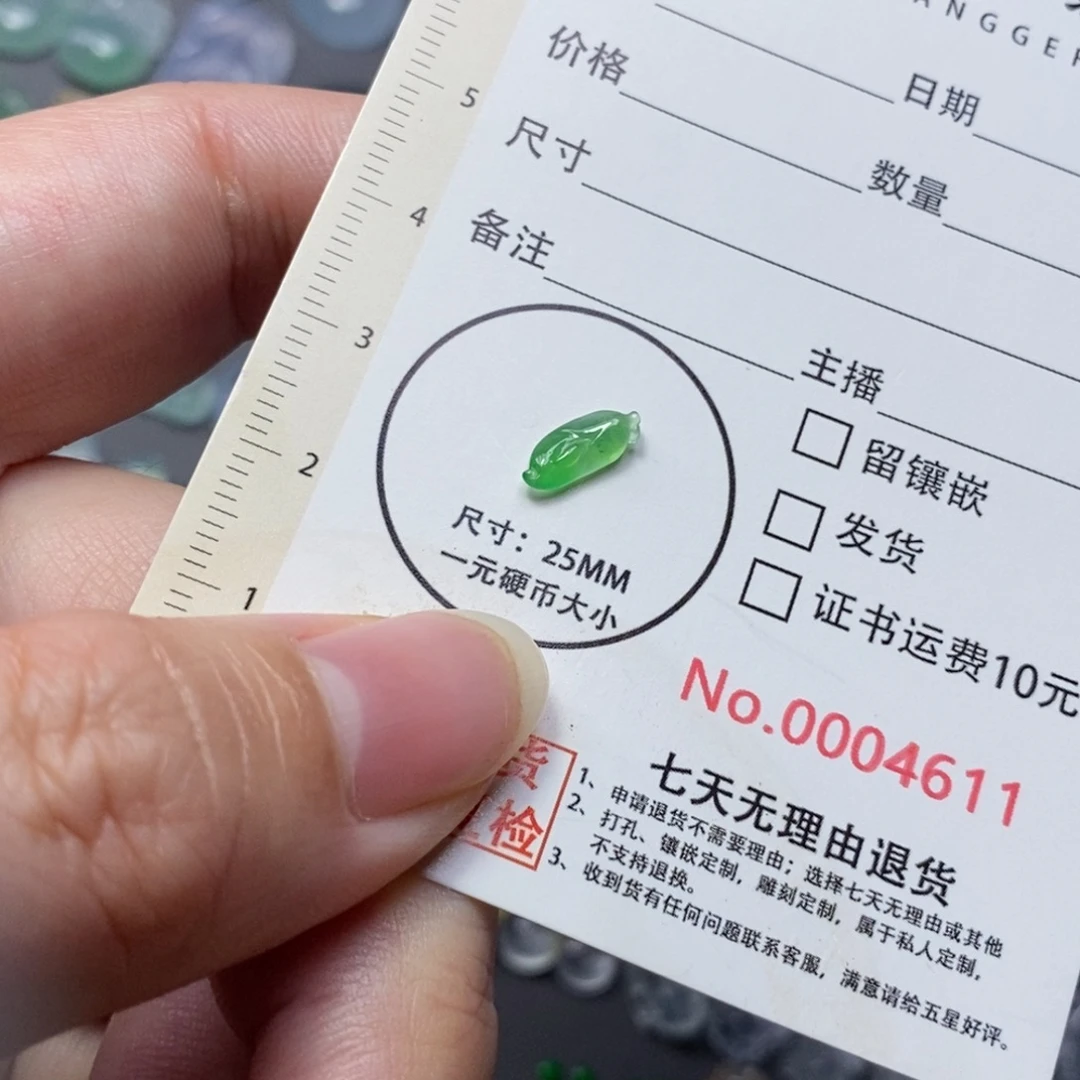 ANGGE
价格
日期
尺寸
数量
备注
主播
5
4
3
2
1
尺寸：25MM
一元硬币大小
留镶嵌
发货
证书运费10元
No.0004611
货
检
七天无理由退货
1、申请退货不需要理由；选择七天无理由或其他
2、打孔、镶嵌定制，雕刻定制，属于私人定制，
不支持退换。
3、收到货有任何问题联系客服，满意请给五星好评。